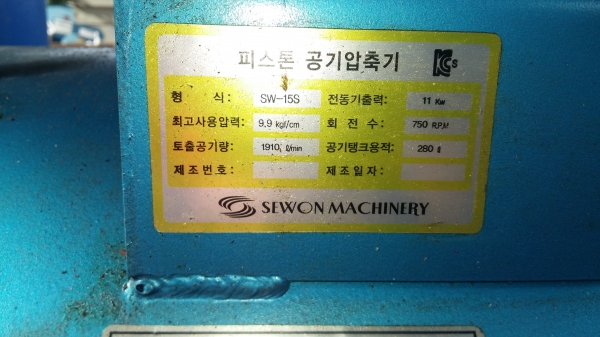 피스톤 공기압축기 KCs
형 식: SW-15S 전동기출력: 11 Kw
최고사용압력: 9.9 kgf/cm 회 전 수: 750 R.P.M
토출공기량: 1910, ℓ/min 공기탱크용적: 280 ℓ
제조번호: 제조일자:
SEWON MACHINERY